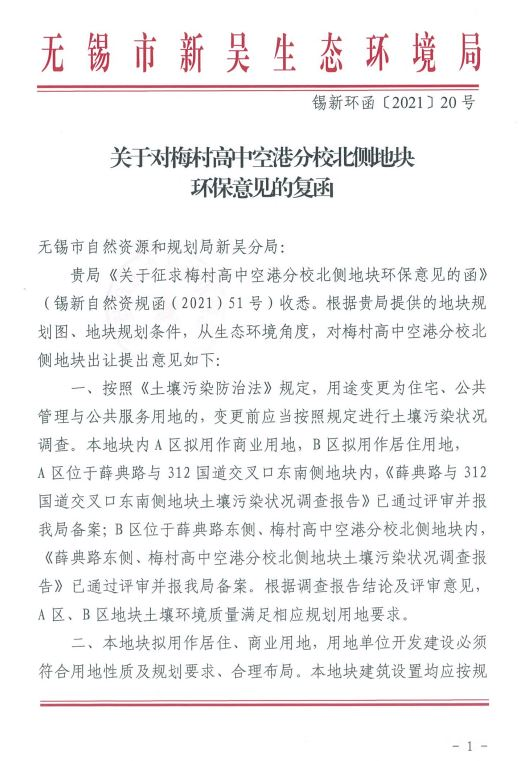 无锡市新吴生态环境局
锡新环函〔2021〕20号
关于对梅村高中空港分校北侧地块
环保意见的复函
无锡市自然资源和规划局新吴分局：
贵局《关于征求梅村高中空港分校北侧地块环保意见的函》
（锡新自然资规函（2021）51号）收悉。根据贵局提供的地块规
划图、地块规划条件，从生态环境角度，对梅村高中空港分校北
侧地块出让提出意见如下：
一、按照《土壤污染防治法》规定，用途变更为住宅、公共
管理与公共服务用地的，变更前应当按照规定进行土壤污染状况
调查。本地块内A区拟用作商业用地，B区拟用作居住用地，
A区位于薛典路与312国道交叉口东南侧地块内，《薛典路与312
国道交叉口东南侧地块土壤污染状况调查报告》已通过评审并报
我局备案；B区位于薛典路东侧、梅村高中空港分校北侧地块内，
《薛典路东侧、梅村高中空港分校北侧地块土壤污染状况调查报
告》已通过评审并报我局备案。根据调查报告结论及评审意见，
A区、B区地块土壤环境质量满足相应规划用地要求。
二、本地块拟用作居住、商业用地，用地单位开发建设必须
符合用地性质及规划要求、合理布局。本地块建筑设置均应按规
- 1 -